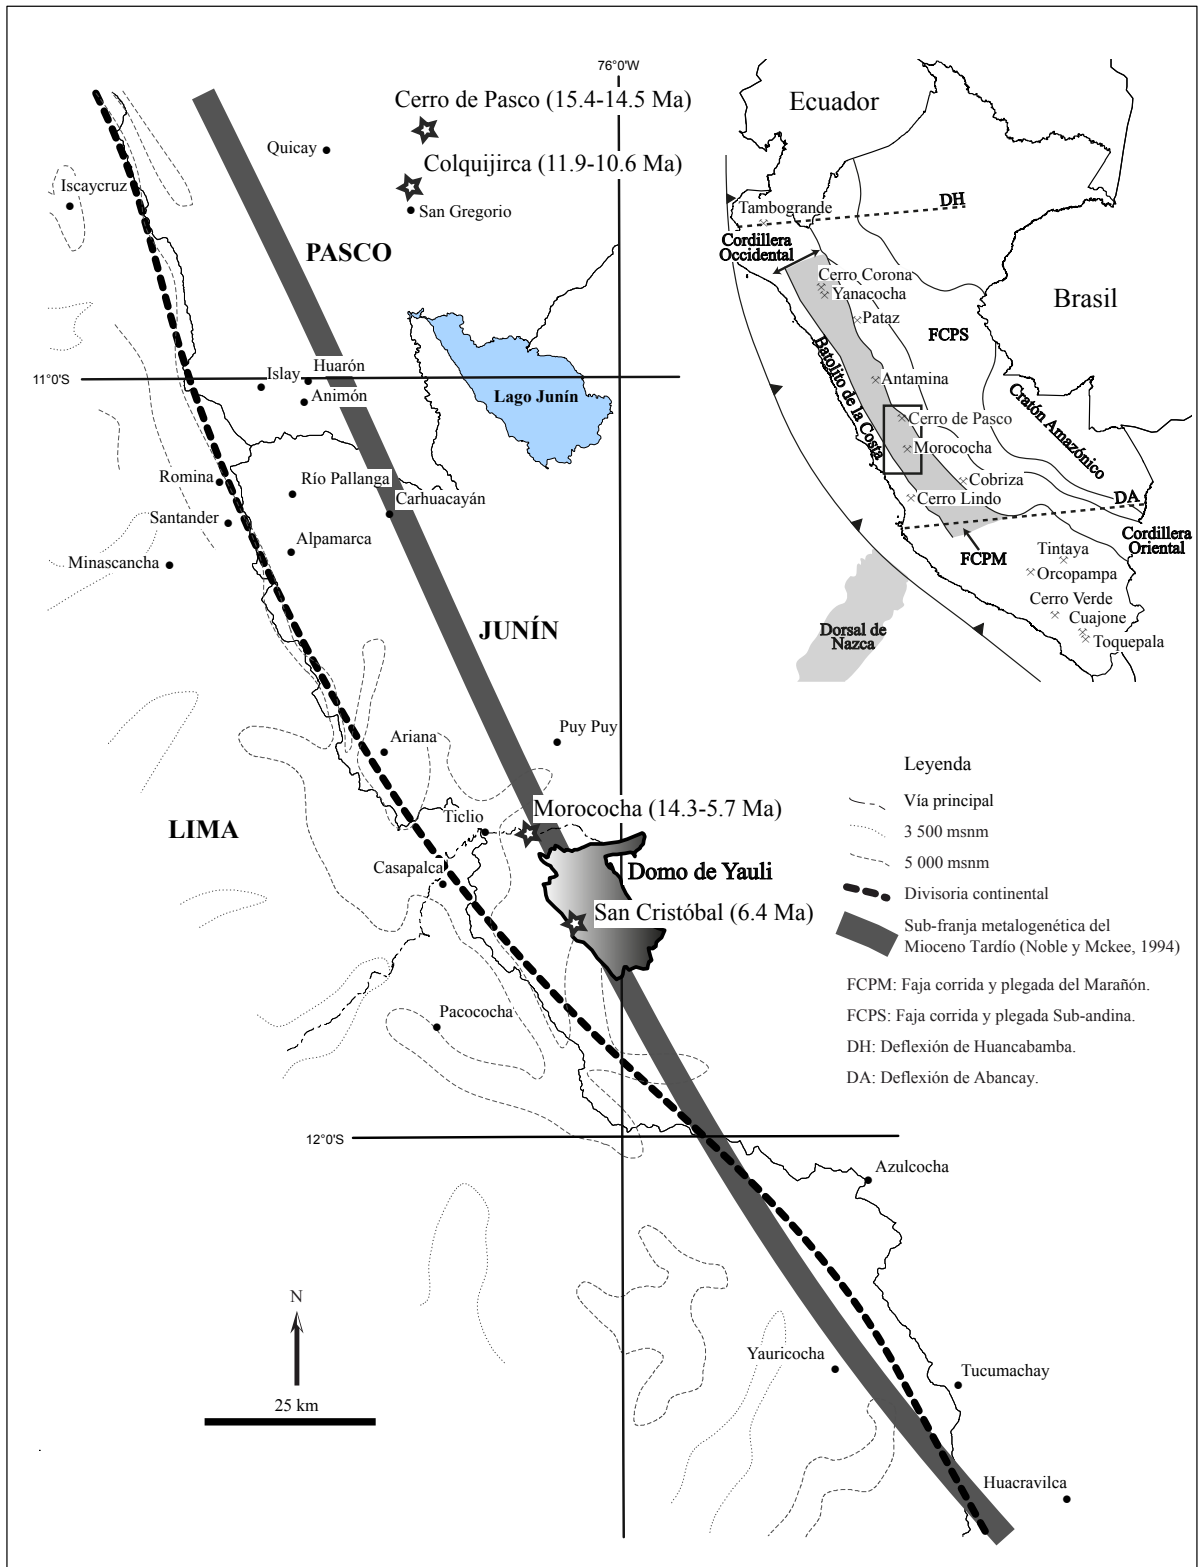 76°0'W
Cerro de Pasco (15.4-14.5 Ma)
Quicay
Colquijirca (11.9-10.6 Ma)
Iscaycruz
San Gregorio
PASCO
11°0'S
Islay
Huarón
Animón
Lago Junín
Romina
Río Pallanga
Carhuacayán
Santander
Alpamarca
Minascancha
JUNÍN
Puy Puy
Ariana
LIMA
Ticlio
Morococha (14.3-5.7 Ma)
Casapalca
Domo de Yauli
San Cristóbal (6.4 Ma)
Pacococha
12°0'S
Azulcocha
Yauricocha
Tucumachay
Huacravilca
N
25 km
Ecuador
Tambogrande
DH
Cordillera
Occidental
Cerro Corona
Yanacocha
Brasil
Pataz
FCPS
Batolito de la Costa
Antamina
Cratón Amazónico
Cerro de Pasco
Morococha
Cobriza
Cerro Lindo
DA
Cordillera
Oriental
FCPM
Tintaya
Orcopampa
Cerro Verde
Cuajone
Toquepala
Dorsal de
Nazca
Leyenda
Vía principal
3 500 msnm
5 000 msnm
Divisoria continental
Sub-franja metalogenética del
Mioceno Tardío (Noble y Mckee, 1994)
FCPM: Faja corrida y plegada del Marañón.
FCPS: Faja corrida y plegada Sub-andina.
DH: Deflexión de Huancabamba.
DA: Deflexión de Abancay.